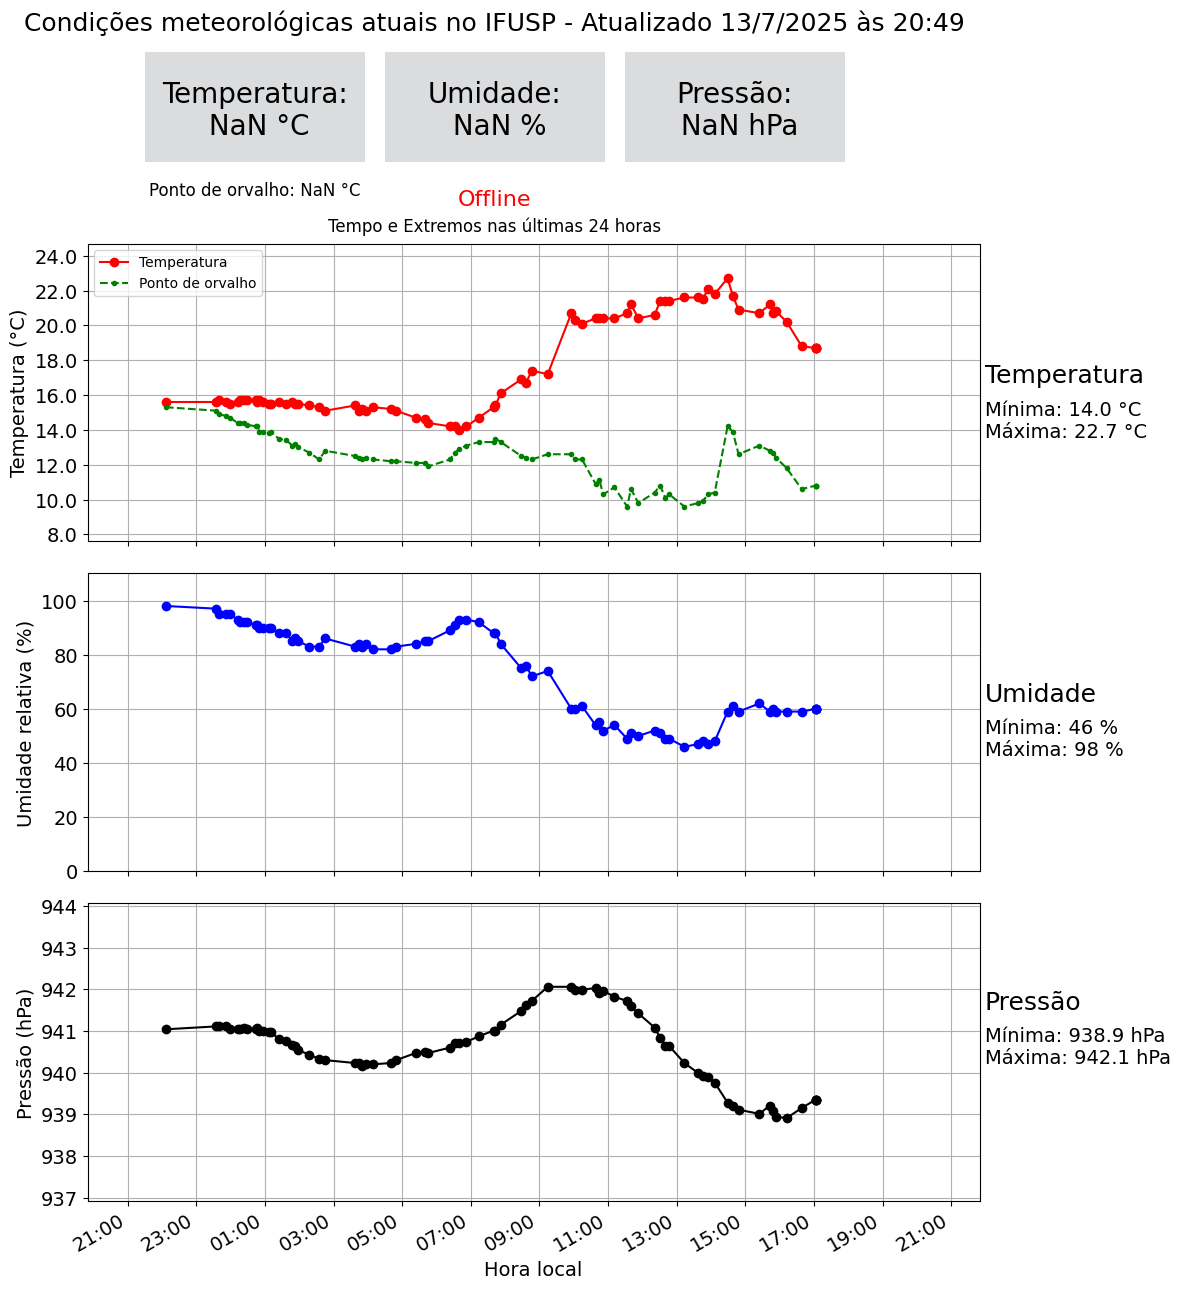 Condições meteorológicas atuais no IFUSP - Atualizado 13/7/2025 às 20:49
Temperatura:
NaN °C
Umidade:
NaN %
Pressão:
NaN hPa
Ponto de orvalho: NaN °C
Offline
Tempo e Extremos nas últimas 24 horas
Temperatura
Ponto de orvalho
Temperatura (°C)
24.0
22.0
20.0
18.0
16.0
14.0
12.0
10.0
8.0
Temperatura
Mínima: 14.0 °C
Máxima: 22.7 °C
Umidade relativa (%)
100
80
60
40
20
0
Umidade
Mínima: 46 %
Máxima: 98 %
Pressão (hPa)
944
943
942
941
940
939
938
937
Pressão
Mínima: 938.9 hPa
Máxima: 942.1 hPa
21:00 23:00 01:00 03:00 05:00 07:00 09:00 11:00 13:00 15:00 17:00 19:00 21:00
Hora local